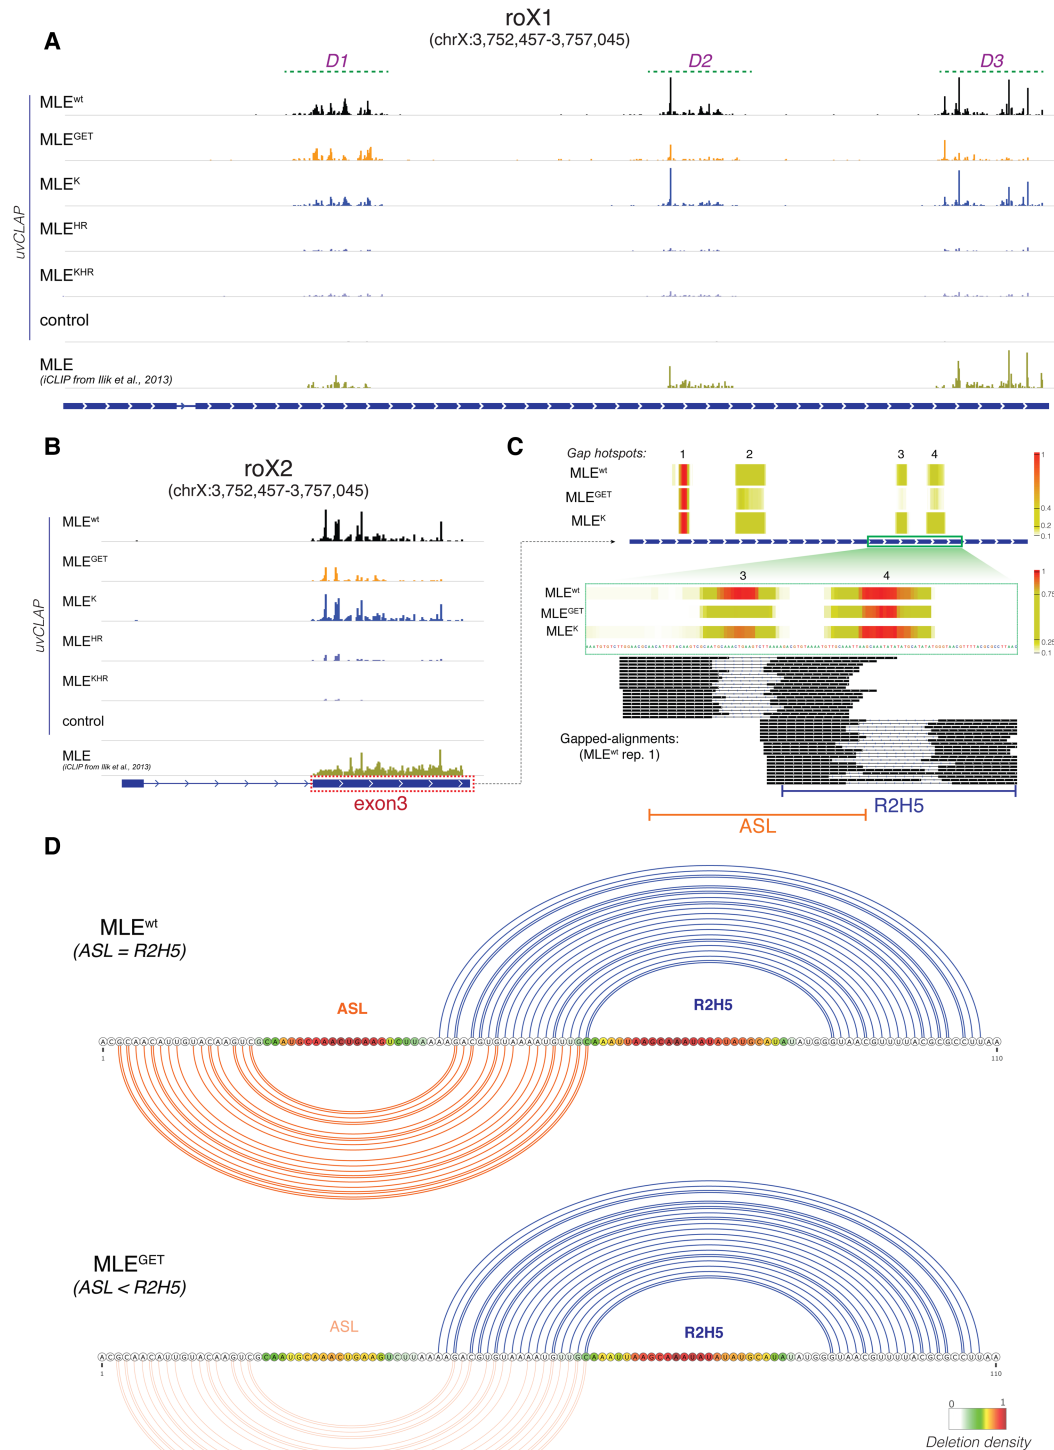 roX1
(chrX:3,752,457-3,757,045)
A
D1
D2
D3
MLEwt
MLEGET
MLEK
MLEHR
MLEKHR
control
MLE
(iCLIP from Ilik et al., 2013)
uvCLAP
B
roX2
(chrX:3,752,457-3,757,045)
MLEwt
MLEGET
MLEK
MLEHR
MLEKHR
control
MLE
(iCLIP from Ilik et al., 2013)
uvCLAP
exon3
C
Gap hotspots:
1
2
3
4
MLEwt
MLEGET
MLEK
1
0.4
0.2
0.1
3
4
MLEwt
MLEGET
MLEK
1
0.75
0.25
0.1
Gapped-alignments:
(MLEwt rep. 1)
R2H5
ASL
D
MLEwt
(ASL = R2H5)
ASL
R2H5
1
110
MLEGET
(ASL < R2H5)
ASL
R2H5
1
110
0
1
Deletion density